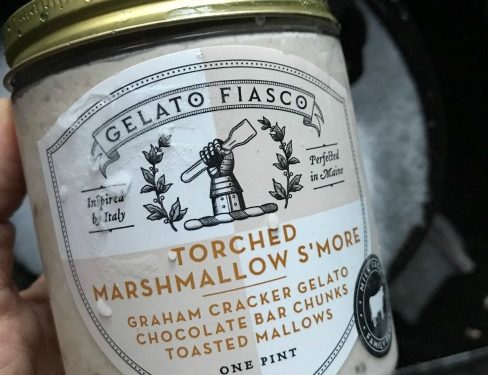 GELATO FIASCO
Inspired
by Italy
Perfected
in Maine
TORCHED
MARSHMALLOW S'MORE
GRAHAM CRACKER GELATO
CHOCOLATE BAR CHUNKS
TOASTED MALLOWS
ONE PINT